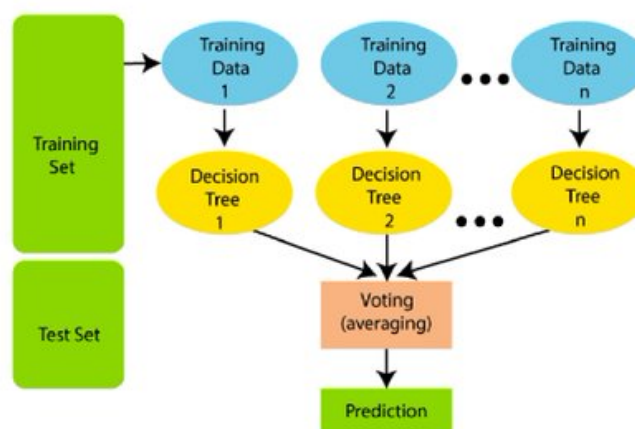 Training
Set
Test Set
Training
Data
1
Training
Data
2
Training
Data
n
Decision
Tree
1
Decision
Tree
2
Decision
Tree
n
Voting
(averaging)
Prediction